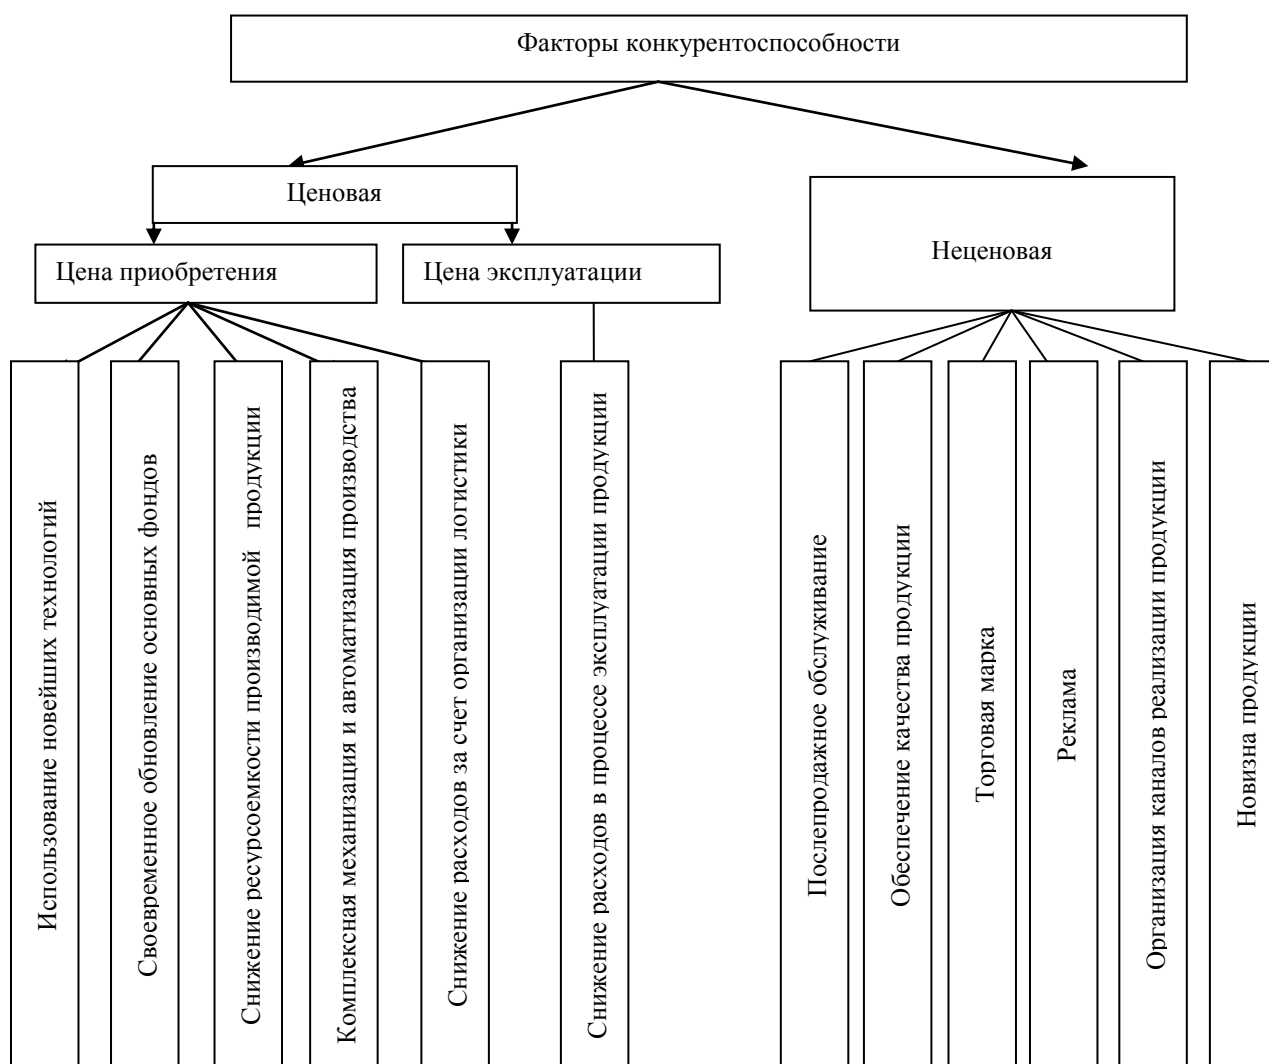 Факторы конкурентоспособности
Ценовая
Неценовая
Цена приобретения
Цена эксплуатации
Использование новейших технологий
Своевременное обновление основных фондов
Снижение ресурсоемкости производимой продукции
Комплексная механизация и автоматизация производства
Снижение расходов за счет организации логистики
Снижение расходов в процессе эксплуатации продукции
Послепродажное обслуживание
Обеспечение качества продукции
Торговая марка
Реклама
Организация каналов реализации продукции
Новизна продукции